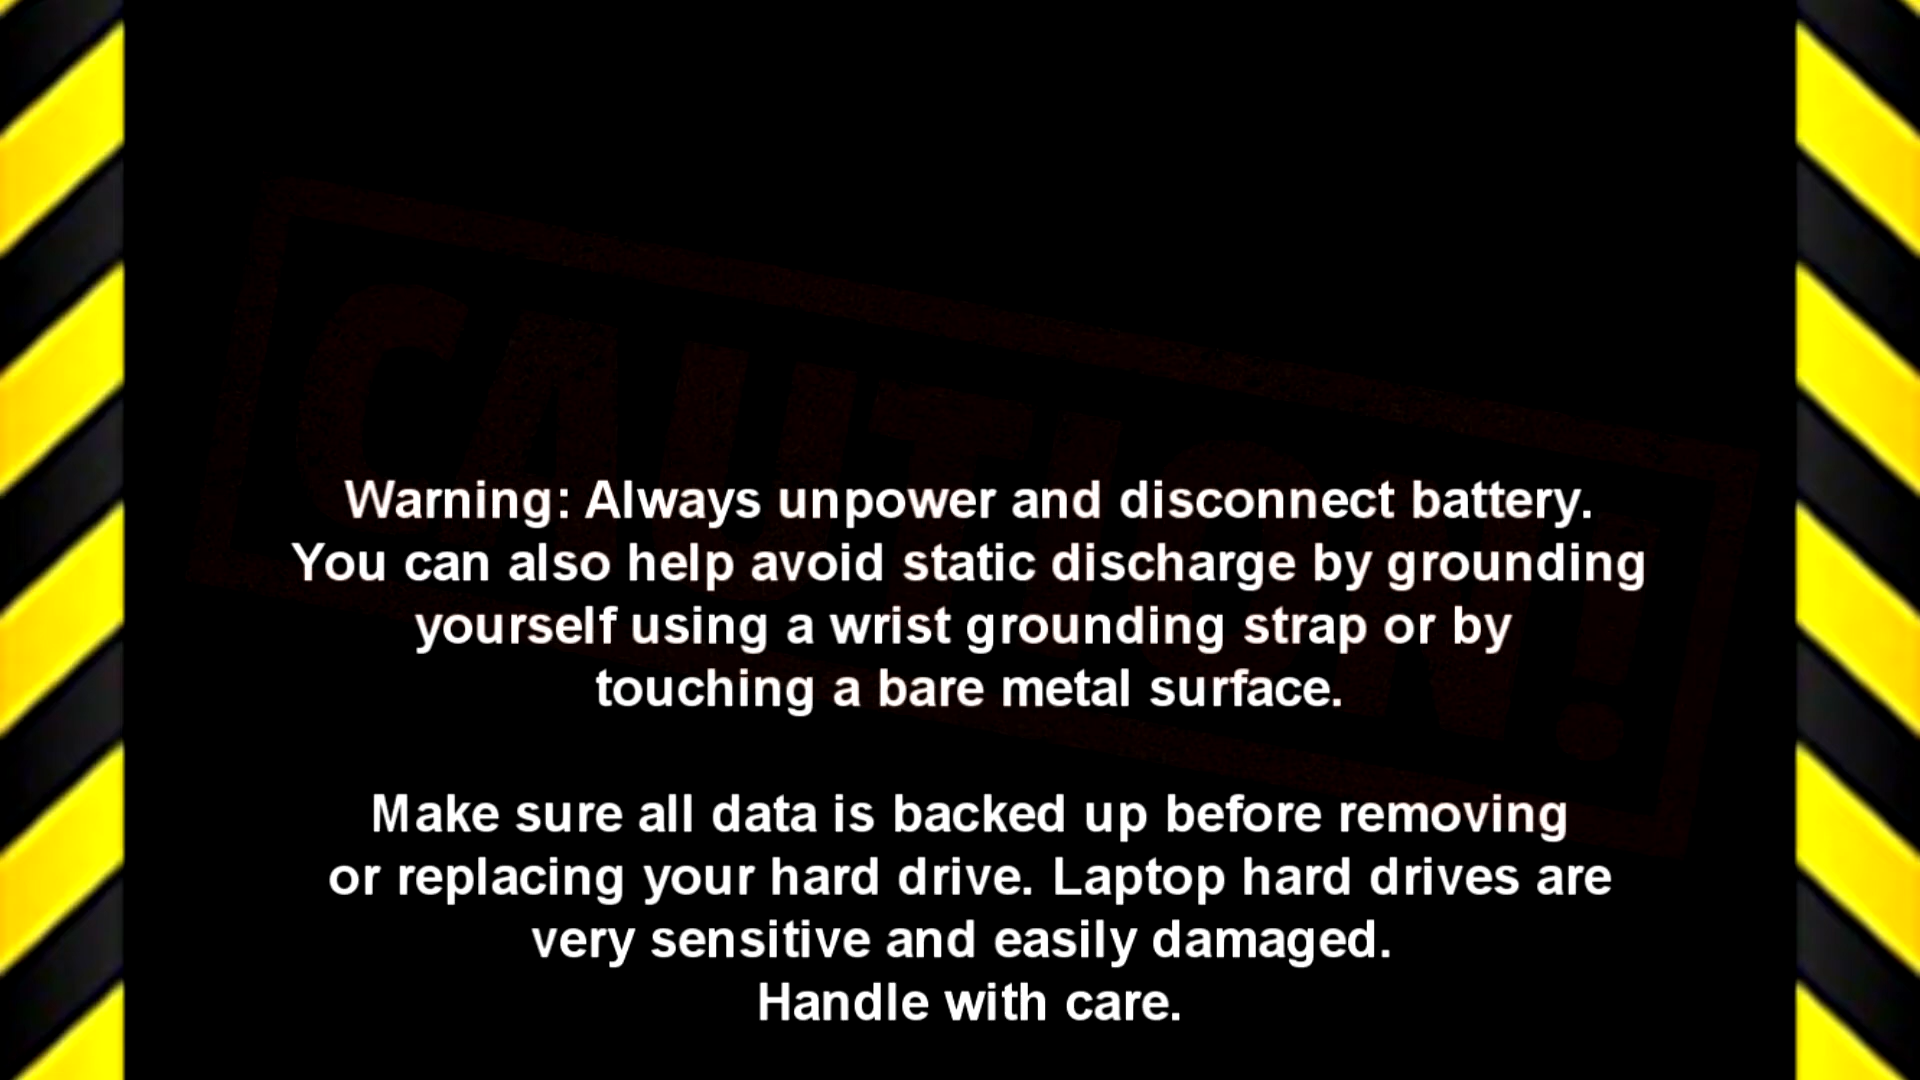 CAUTION!
Warning: Always unpower and disconnect battery.
You can also help avoid static discharge by grounding
yourself using a wrist grounding strap or by
touching a bare metal surface.
Make sure all data is backed up before removing
or replacing your hard drive. Laptop hard drives are
very sensitive and easily damaged.
Handle with care.